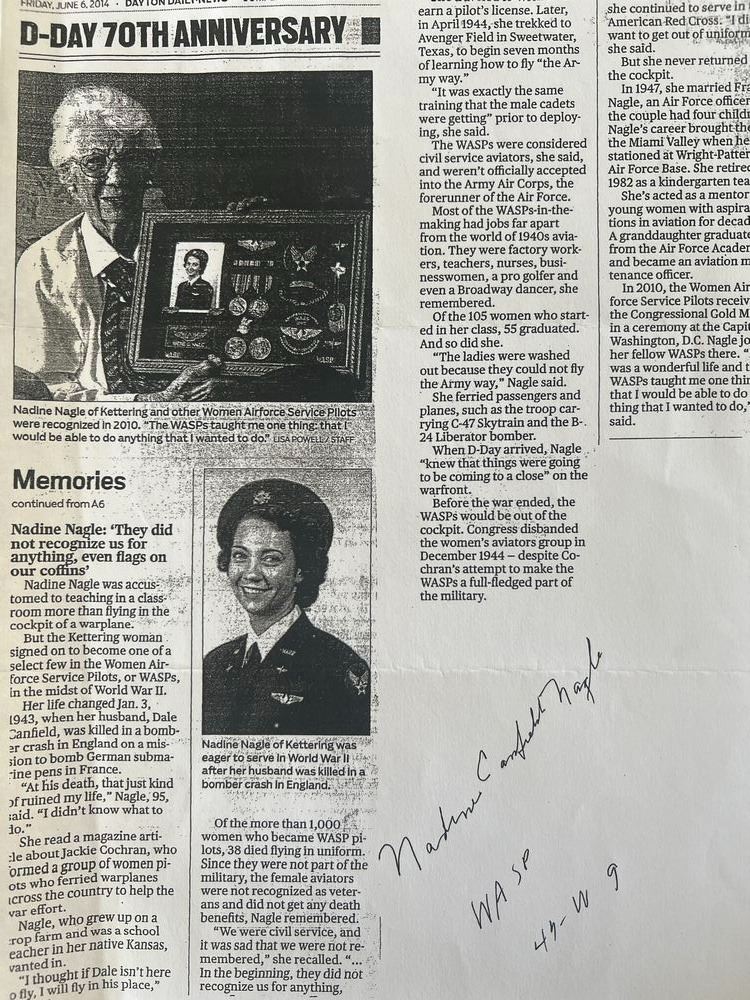 FRIDAY, JUNE 6, 2014 • DAYTON DAILY NEWS
D-DAY 70TH ANNIVERSARY
Nadine Nagle of Kettering and other Women Airforce Service Pilots
were recognized in 2010. "The WASPs taught me one thing: that I
would be able to do anything that I wanted to do." LISA POWELL / STAFF
Memories
continued from A6
Nadine Nagle: 'They did
not recognize us for
anything, even flags on
our coffins'
Nadine Nagle was accus-
tomed to teaching in a class-
room more than flying in the
cockpit of a warplane.
But the Kettering woman
signed on to become one of a
select few in the Women Air-
force Service Pilots, or WASPs,
in the midst of World War II.
Her life changed Jan. 3,
1943, when her husband, Dale
Canfield, was killed in a bomb-
er crash in England on a mis-
sion to bomb German subma-
rine pens in France.
"At his death, that just kind
of ruined my life," Nagle, 95,
said. "I didn't know what to
do."
She read a magazine arti-
cle about Jackie Cochran, who
formed a group of women pi-
lots who ferried warplanes
across the country to help the
war effort.
Nagle, who grew up on a
crop farm and was a school
teacher in her native Kansas,
wanted in.
"I thought if Dale isn't here
to fly, I will fly in his place,"
Nadine Nagle of Kettering was
eager to serve in World War II
after her husband was killed in a
bomber crash in England.
Of the more than 1,000
women who became WASP pi-
lots, 38 died flying in uniform.
Since they were not part of the
military, the female aviators
were not recognized as veter-
ans and did not get any death
benefits, Nagle remembered.
"We were civil service, and
it was sad that we were not re-
membered," she recalled. "...
In the beginning, they did not
recognize us for anything,
earn a pilot's license. Later,
in April 1944, she trekked to
Avenger Field in Sweetwater,
Texas, to begin seven months
of learning how to fly "the Ar-
my way."
"It was exactly the same
training that the male cadets
were getting" prior to deploy-
ing, she said.
The WASPs were considered
civil service aviators, she said,
and weren't officially accepted
into the Army Air Corps, the
forerunner of the Air Force.
Most of the WASPs-in-the-
making had jobs far apart
from the world of 1940s avia-
tion. They were factory work-
ers, teachers, nurses, busi-
nesswomen, a pro golfer and
even a Broadway dancer, she
remembered.
Of the 105 women who start-
ed in her class, 55 graduated.
And so did she.
"The ladies were washed
out because they could not fly
the Army way," Nagle said.
She ferried passengers and
planes, such as the troop car-
rying C-47 Skytrain and the B-
24 Liberator bomber.
When D-Day arrived, Nagle
"knew that things were going
to be coming to a close" on the
warfront.
Before the war ended, the
WASPs would be out of the
cockpit. Congress disbanded
the women's aviators group in
December 1944 – despite Co-
chran's attempt to make the
WASPs a full-fledged part of
the military.
she continued to serve in
American Red Cross. "I di
want to get out of uniform
she said.
But she never returned
the cockpit.
In 1947, she married Fra
Nagle, an Air Force officer
the couple had four childr
Nagle's career brought the
the Miami Valley when he
stationed at Wright-Patter
Air Force Base. She retired
1982 as a kindergarten tea
She's acted as a mentor
young women with aspira
tions in aviation for decad
A granddaughter graduate
from the Air Force Acader
and became an aviation m
tenance officer.
In 2010, the Women Air
force Service Pilots receiv
the Congressional Gold M
in a ceremony at the Capit
Washington, D.C. Nagle jo
her fellow WASPs there. "
was a wonderful life and t
WASPs taught me one thin
that I would be able to do
thing that I wanted to do,"
said.
Nadine Canfield Nagle
WASP
44-W 9